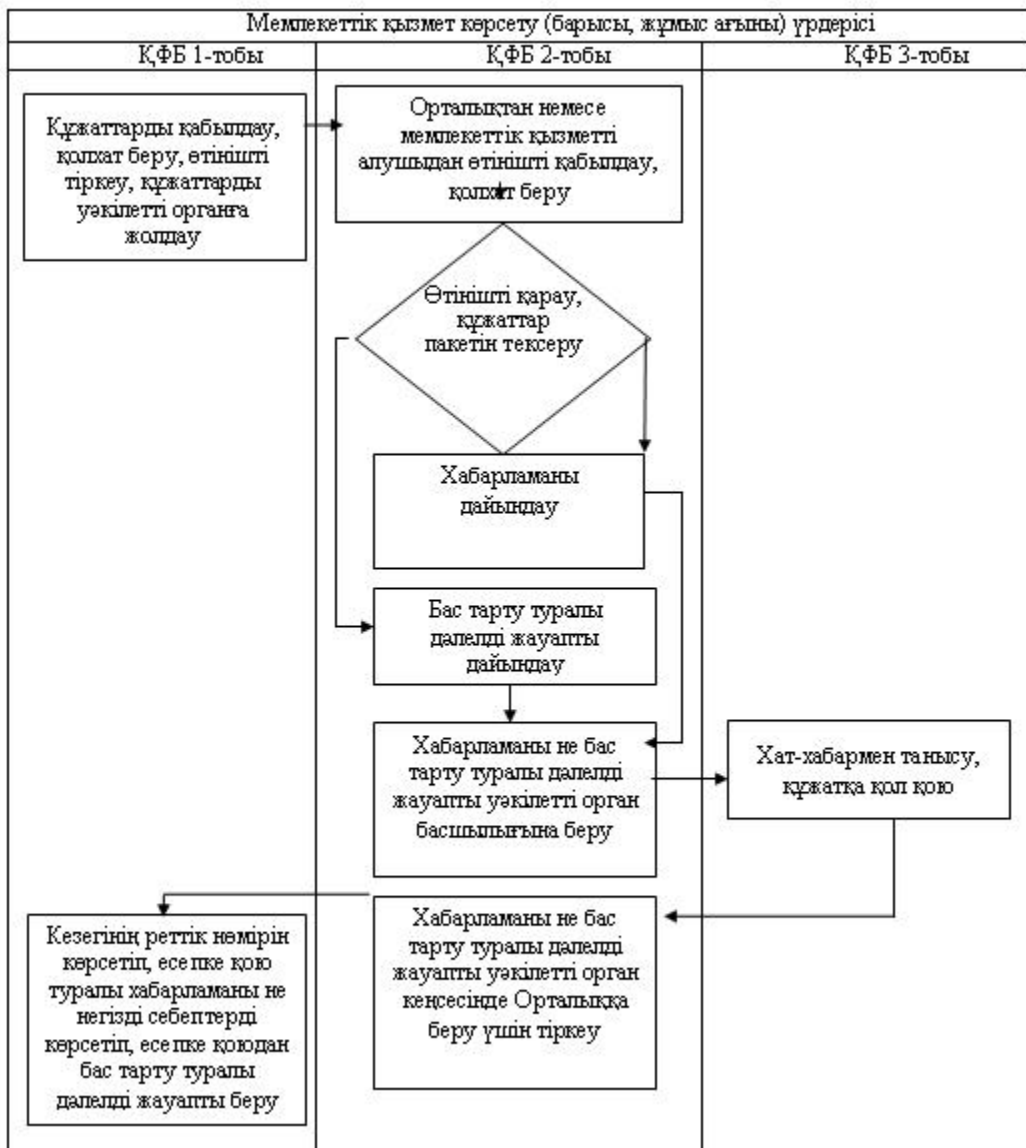 Мемлекеттік қызмет көрсету (барысы, жұмыс ағыны) үрдерісі
ҚФБ 1-тобы
ҚФБ 2-тобы
ҚФБ 3-тобы
Құжаттарды қабылдау,
қолхат беру, өтінішті
тіркеу, құжаттарды
уәкілетті органға
жолдау
Орталықтан немесе
мемлекеттік қызметті
алушыдан өтінішті қабылдау,
қолхат беру
Өтінішті қарау,
құжаттар
пакетін тексеру
Хабарламаны
дайындау
Бас тарту туралы
дәлелді жауапты
дайындау
Хабарламаны не бас
тарту туралы дәлелді
жауапты уәкілетті орган
басшылығына беру
Хат-хабармен танысу,
құжатқа қол қою
Хабарламаны не бас
тарту туралы дәлелді
жауапты уәкілетті орган
кеңсесінде Орталыққа
беру үшін тіркеу
Кезегінің реттік нөмірін
көрсетіп, есепке қою
туралы хабарламаны не
негізді себептерді
көрсетіп, есепке қоюдан
бас тарту туралы
дәлелді жауапты беру